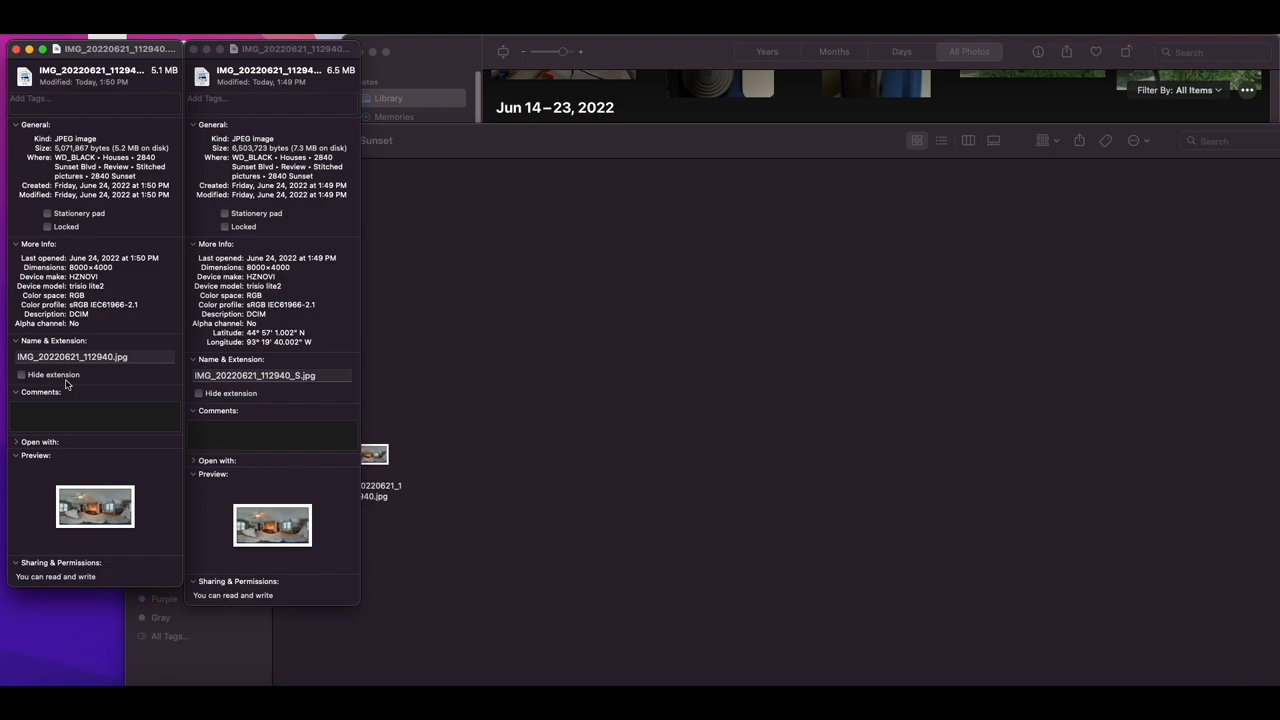 IMG_20220621_112940....
IMG_20220621_11294... 5.1 MB
Modified: Today, 1:50 PM
Add Tags...
General:
Kind: JPEG image
Size: 5,071,867 bytes (5.2 MB on disk)
Where: WD_BLACK • Houses • 2840
Sunset Blvd • Review • Stitched
pictures • 2840 Sunset
Created: Friday, June 24, 2022 at 1:50 PM
Modified: Friday, June 24, 2022 at 1:50 PM
Stationery pad
Locked
More Info:
Last opened: June 24, 2022 at 1:50 PM
Dimensions: 8000×4000
Device make: HZNOVI
Device model: trisio lite2
Color space: RGB
Color profile: sRGB IEC61966-2.1
Description: DCIM
Alpha channel: No
Name & Extension:
IMG_20220621_112940.jpg
Hide extension
Comments:
Open with:
Preview:
Sharing & Permissions:
You can read and write
IMG_20220621_112940...
IMG_20220621_11294... 6.5 MB
Modified: Today, 1:49 PM
Add Tags...
General:
Kind: JPEG image
Size: 6,503,723 bytes (7.3 MB on disk)
Where: WD_BLACK • Houses • 2840
Sunset Blvd • Review • Stitched
pictures • 2840 Sunset
Created: Friday, June 24, 2022 at 1:49 PM
Modified: Friday, June 24, 2022 at 1:49 PM
Stationery pad
Locked
More Info:
Last opened: June 24, 2022 at 1:49 PM
Dimensions: 8000×4000
Device make: HZNOVI
Device model: trisio lite2
Color space: RGB
Color profile: sRGB IEC61966-2.1
Description: DCIM
Alpha channel: No
Latitude: 44° 57' 1.002" N
Longitude: 93° 19' 40.002" W
Name & Extension:
IMG_20220621_112940_S.jpg
Hide extension
Comments:
Open with:
Preview:
Sharing & Permissions:
You can read and write
Years Months Days All Photos Search
otos
Library
Memories
Jun 14–23, 2022
Filter By: All Items
Sunset
Search
0220621_1
940.jpg
Purple
Gray
All Tags...